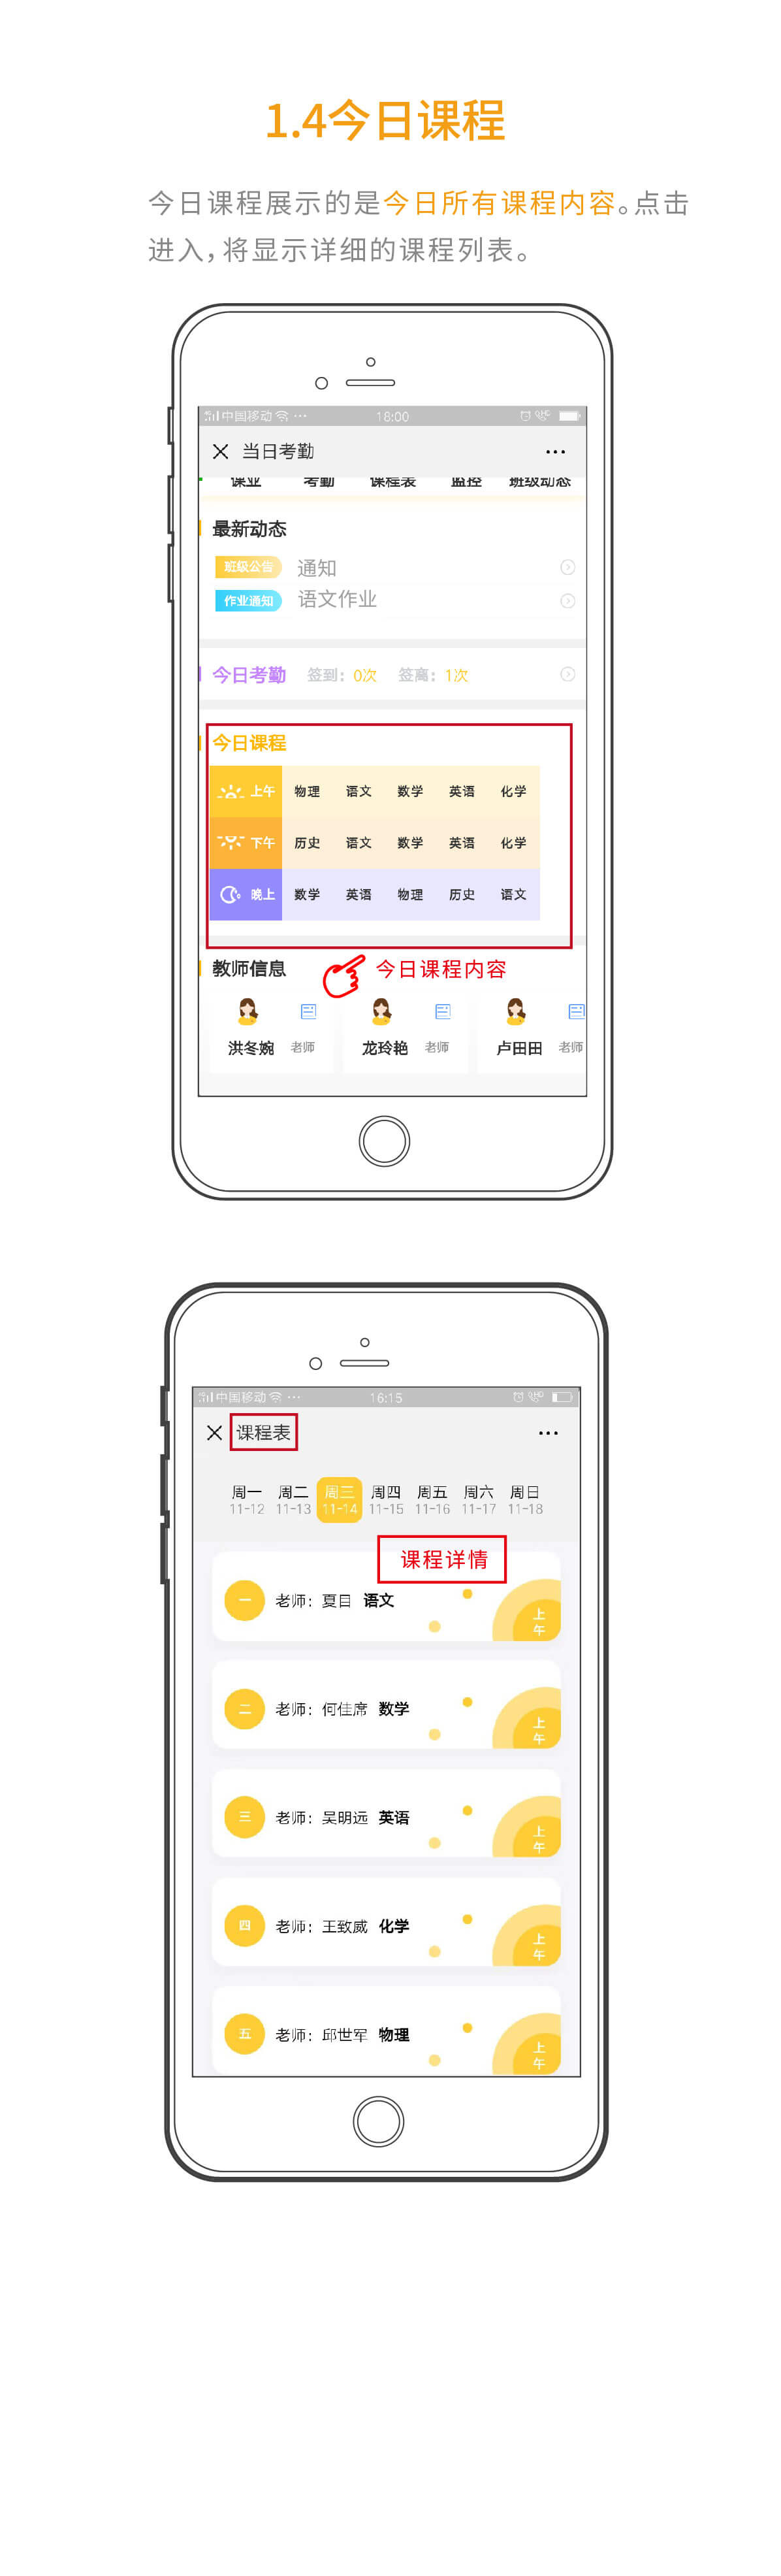 1.4今日课程
今日课程展示的是今日所有课程内容。点击
进入，将显示详细的课程列表。
中国移动 ··· 18:00
当日考勤
课业 考勤 课程表 监控 班级动态
最新动态
班级公告 通知
作业通知 语文作业
今日考勤 签到：0次 签离：1次
今日课程
上午 物理 语文 数学 英语 化学
下午 历史 语文 数学 英语 化学
晚上 数学 英语 物理 历史 语文
今日课程内容
教师信息
洪冬婉 老师 龙玲艳 老师 卢田田 老师
中国移动 ··· 16:15
课程表
周一 周二 周三 周四 周五 周六 周日
11-12 11-13 11-14 11-15 11-16 11-17 11-18
课程详情
一 老师：夏目 语文 上午
二 老师：何佳席 数学 上午
三 老师：吴明远 英语 上午
四 老师：王致威 化学 上午
五 老师：邱世军 物理 上午